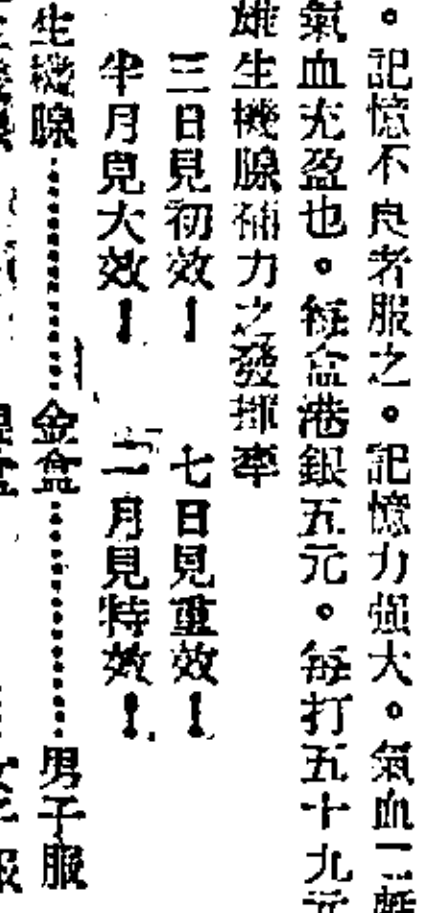 。記憶不良者服之。記憶力强大。氣血
氣血充盈也。每盒港銀五元。每打五十九元
雄生機腺補力之發揮率
三日見初效！　七日見重效！
半月見大效！　一月見特效！
生機腺………………金盒………………男子服